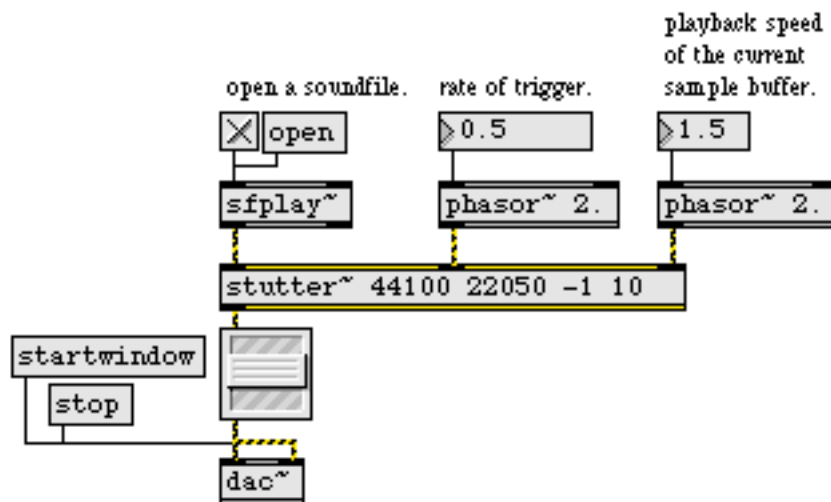 playback speed
of the current
sample buffer.
open a soundfile.
rate of trigger.
open
0.5
1.5
sfplay~
phasor~ 2.
phasor~ 2.
stutter~ 44100 22050 -1 10
startwindow
stop
dac~